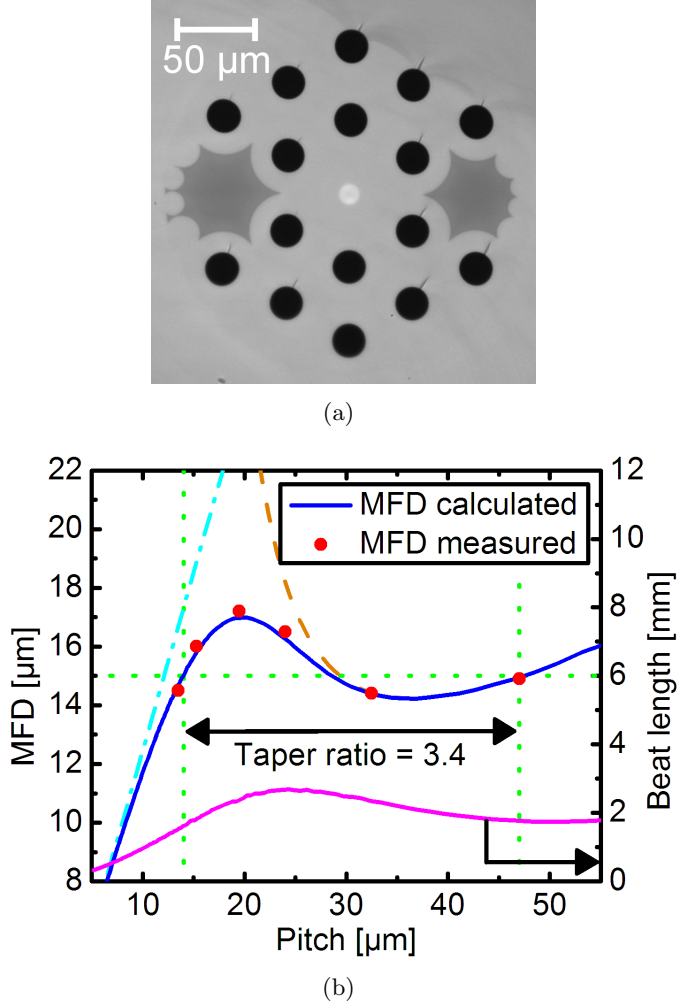 50 μm
(a)
22
20
18
16
14
12
10
8
MFD [μm]
12
10
8
6
4
2
0
Beat length [mm]
MFD calculated
MFD measured
Taper ratio = 3.4
10
20
30
40
50
Pitch [μm]
(b)